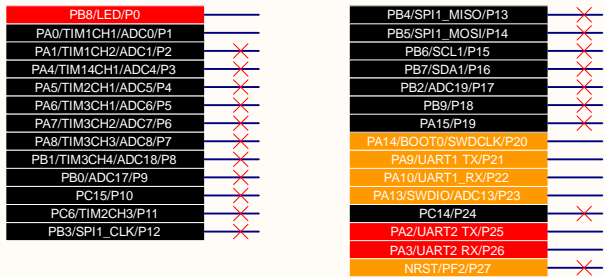 PB8/LED/P0
PA0/TIM1CH1/ADC0/P1
PA1/TIM1CH2/ADC1/P2
PA4/TIM14CH1/ADC4/P3
PA5/TIM2CH1/ADC5/P4
PA6/TIM3CH1/ADC6/P5
PA7/TIM3CH2/ADC7/P6
PA8/TIM3CH3/ADC8/P7
PB1/TIM3CH4/ADC18/P8
PB0/ADC17/P9
PC15/P10
PC6/TIM2CH3/P11
PB3/SPI1_CLK/P12
PB4/SPI1_MISO/P13
PB5/SPI1_MOSI/P14
PB6/SCL1/P15
PB7/SDA1/P16
PB2/ADC19/P17
PB9/P18
PA15/P19
PA14/BOOT0/SWDCLK/P20
PA9/UART1 TX/P21
PA10/UART1_RX/P22
PA13/SWDIO/ADC13/P23
PC14/P24
PA2/UART2 TX/P25
PA3/UART2 RX/P26
NRST/PF2/P27